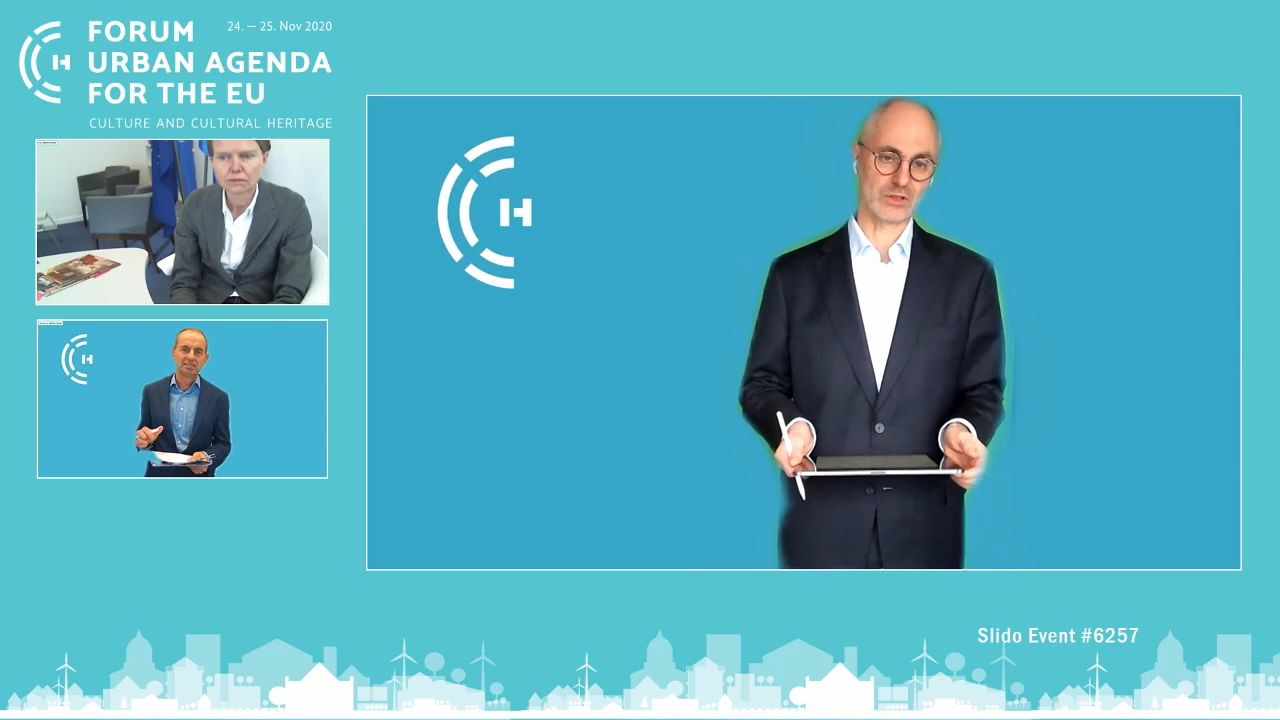 FORUM
24. – 25. Nov 2020
URBAN AGENDA
FOR THE EU
CULTURE AND CULTURAL HERITAGE
Slido Event #6257